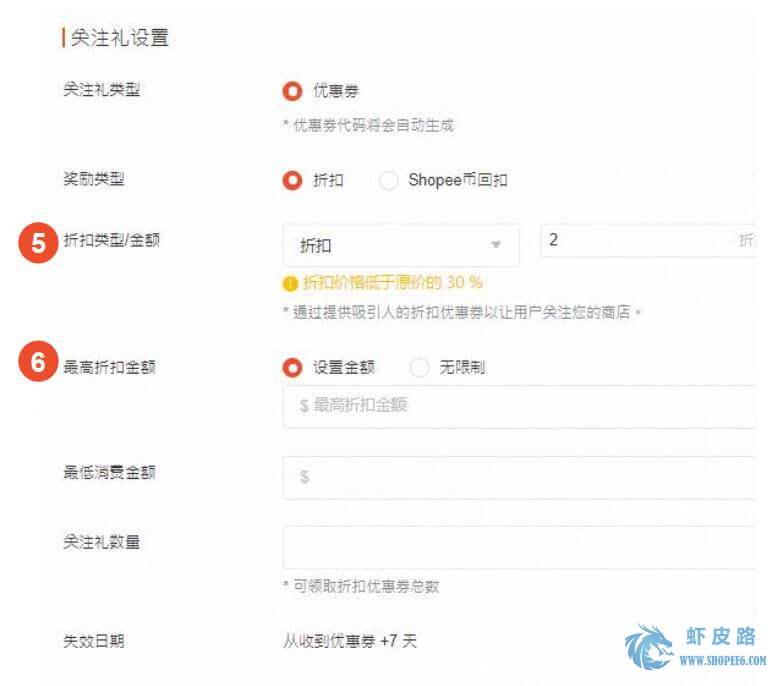 关注礼设置
关注礼类型
优惠券
* 优惠券代码将会自动生成
奖励类型
折扣
Shopee币回扣
5
折扣类型/金额
折扣
2
折
! 折扣价格低于原价的 30 %
* 通过提供吸引人的折扣优惠券以让用户关注您的商店。
6
最高折扣金额
设置金额
无限制
$ 最高折扣金额
最低消费金额
$
关注礼数量
* 可领取折扣优惠券总数
失效日期
从收到优惠券 +7 天
虾皮路
WWW.SHOPEE6.COM